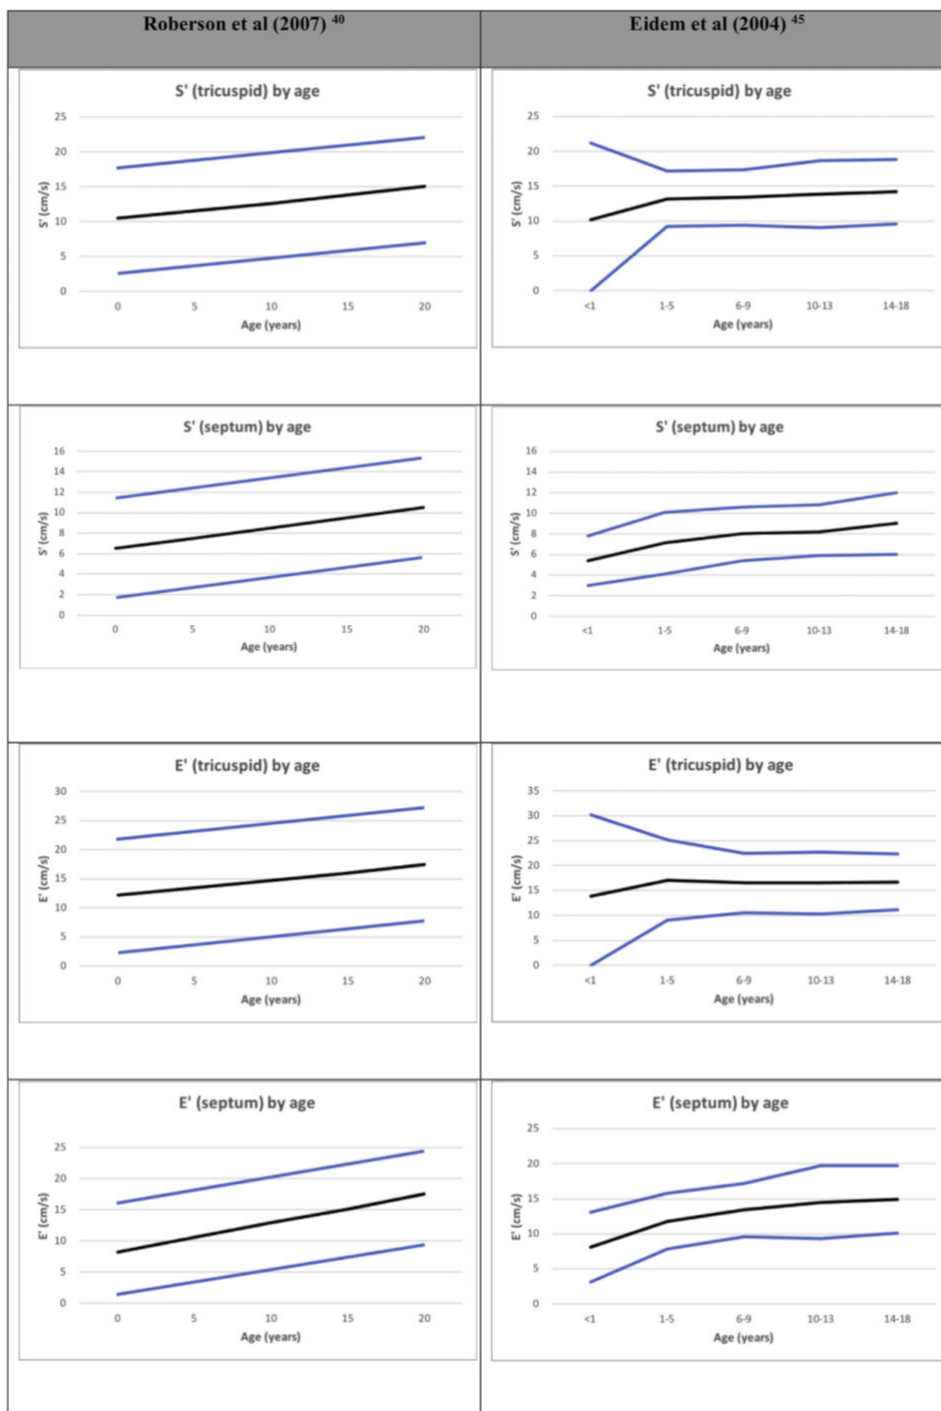 Roberson et al (2007) 40
Eidem et al (2004) 45
S' (tricuspid) by age
25
20
15
10
5
0
S' (cm/s)
0 5 10 15 20
Age (years)
S' (tricuspid) by age
25
20
15
10
5
0
S' (cm/s)
<1 1-5 6-9 10-13 14-18
Age (years)
S' (septum) by age
16
14
12
10
8
6
4
2
0
S' (cm/s)
0 5 10 15 20
Age (years)
S' (septum) by age
16
14
12
10
8
6
4
2
0
S' (cm/s)
<1 1-5 6-9 10-13 14-18
Age (years)
E' (tricuspid) by age
30
25
20
15
10
5
0
E' (cm/s)
0 5 10 15 20
Age (years)
E' (tricuspid) by age
35
30
25
20
15
10
5
0
E' (cm/s)
<1 1-5 6-9 10-13 14-18
Age (years)
E' (septum) by age
25
20
15
10
5
0
E' (cm/s)
0 5 10 15 20
Age (years)
E' (septum) by age
25
20
15
10
5
0
E' (cm/s)
<1 1-5 6-9 10-13 14-18
Age (years)